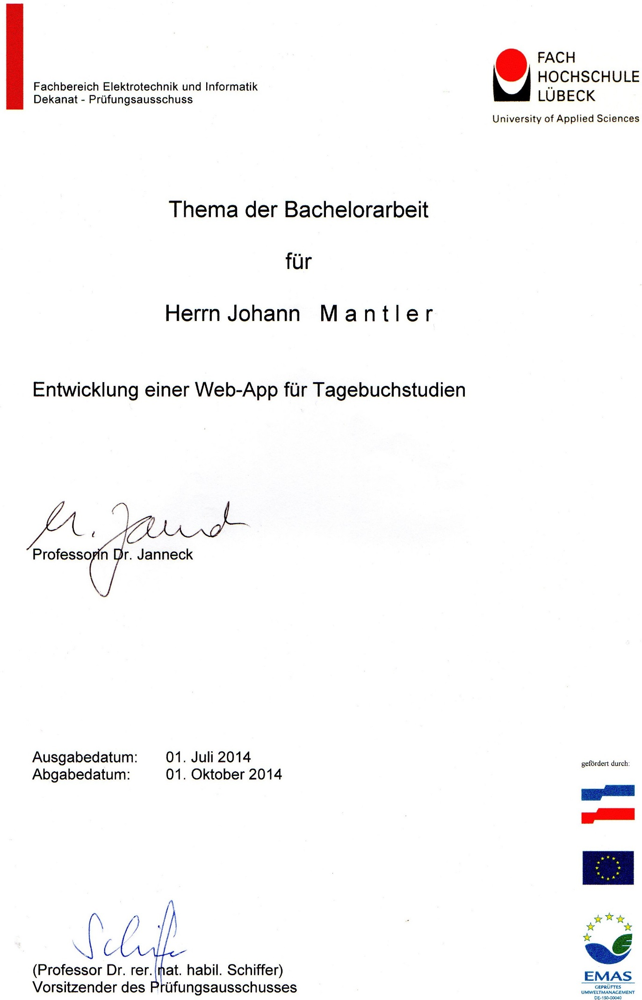 Fachbereich Elektrotechnik und Informatik
Dekanat - Prüfungsausschuss
FACH
HOCHSCHULE
LÜBECK
University of Applied Sciences
Thema der Bachelorarbeit
für
Herrn Johann M a n t l e r
Entwicklung einer Web-App für Tagebuchstudien
M. Janneck
Professorin Dr. Janneck
Ausgabedatum: 01. Juli 2014
Abgabedatum: 01. Oktober 2014
gefördert durch:
Schiffer
(Professor Dr. rer. nat. habil. Schiffer)
Vorsitzender des Prüfungsausschusses
EMAS
GEPRÜFTES
UMWELTMANAGEMENT
DE-150-00040